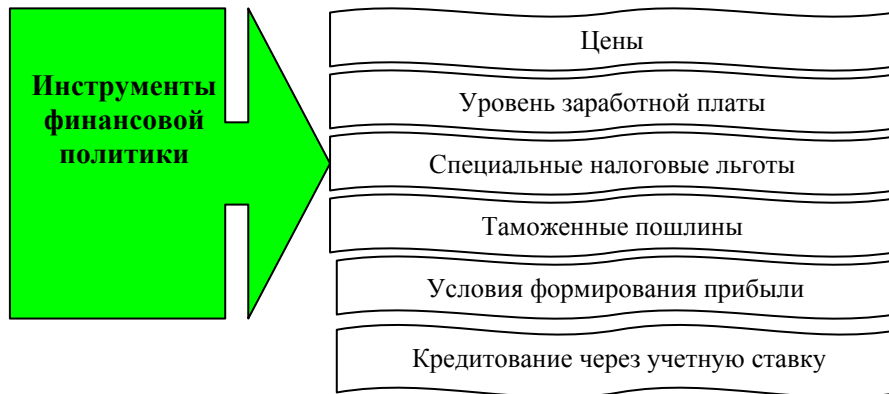 Инструменты
финансовой
политики
Цены
Уровень заработной платы
Специальные налоговые льготы
Таможенные пошлины
Условия формирования прибыли
Кредитование через учетную ставку